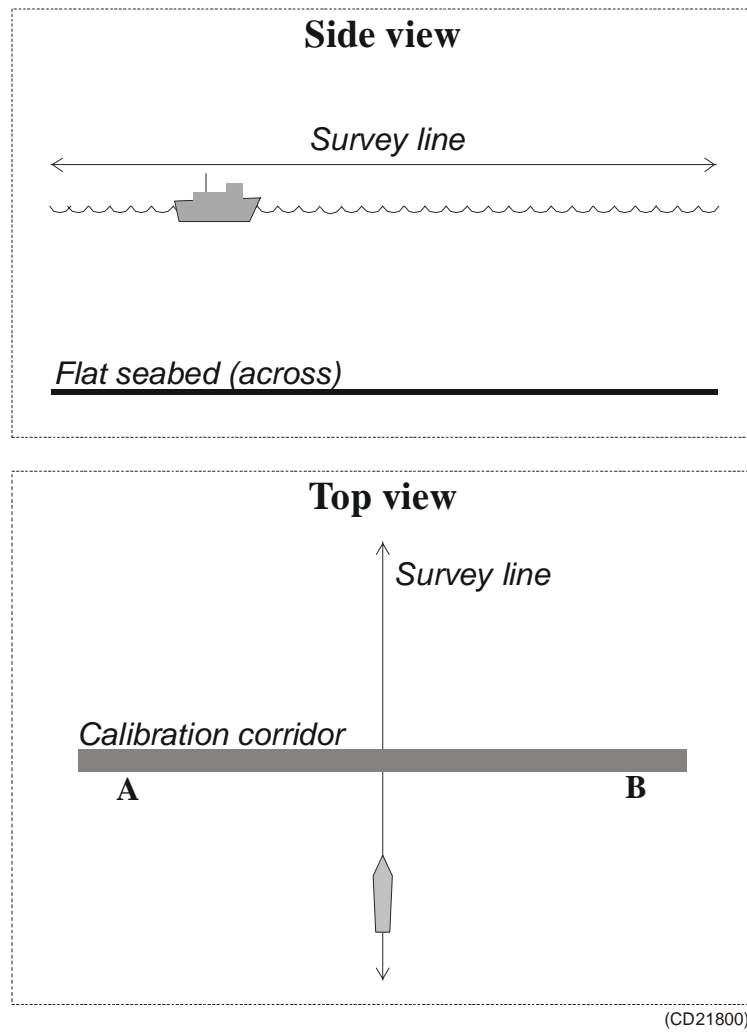 Side view
Survey line
Flat seabed (across)
Top view
Survey line
Calibration corridor
A
B
(CD21800)